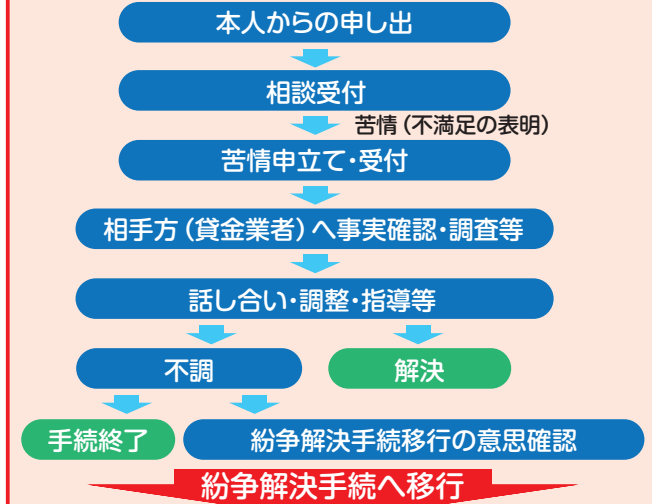 本人からの申し出
相談受付
苦情(不満足の表明)
苦情申立て・受付
相手方(貸金業者)へ事実確認・調査等
話し合い・調整・指導等
不調
解決
手続終了
紛争解決手続移行の意思確認
紛争解決手続へ移行